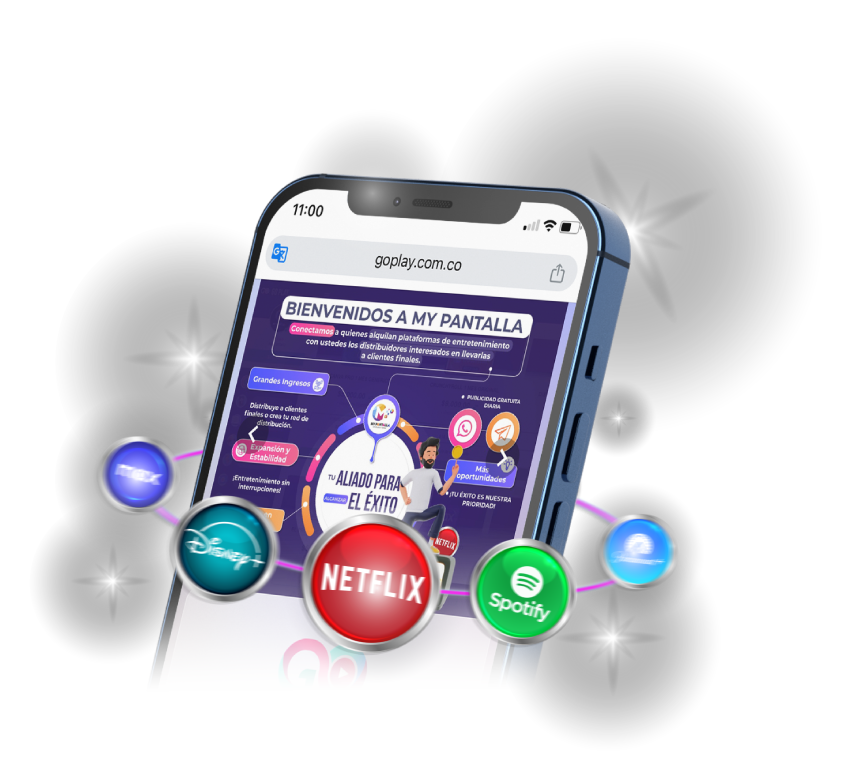 11:00
goplay.com.co
BIENVENIDOS A MY PANTALLA
Conectamos a quienes alquilan plataformas de entretenimiento
con ustedes los distribuidores interesados en llevarlas
a clientes finales.
Grandes Ingresos
PUBLICIDAD GRATUITA
DIARIA
Distribuye a clientes
finales o crea tu red de
distribución.
Expansión y
Estabilidad
Más
oportunidades
¡Entretenimiento sin
interrupciones!
¡TU ÉXITO ES NUESTRA
PRIORIDAD!
TU ALIADO PARA
ALCANZAR EL ÉXITO
NETFLIX
max
Disney+
NETFLIX
Spotify